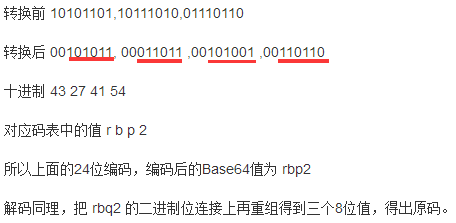 转换前 10101101,10111010,01110110
转换后 00101011, 00011011 ,00101001 ,00110110
十进制 43 27 41 54
对应码表中的值 r b p 2
所以上面的24位编码，编码后的Base64值为 rbp2
解码同理，把 rbq2 的二进制位连接上再重组得到三个8位值，得出原码。